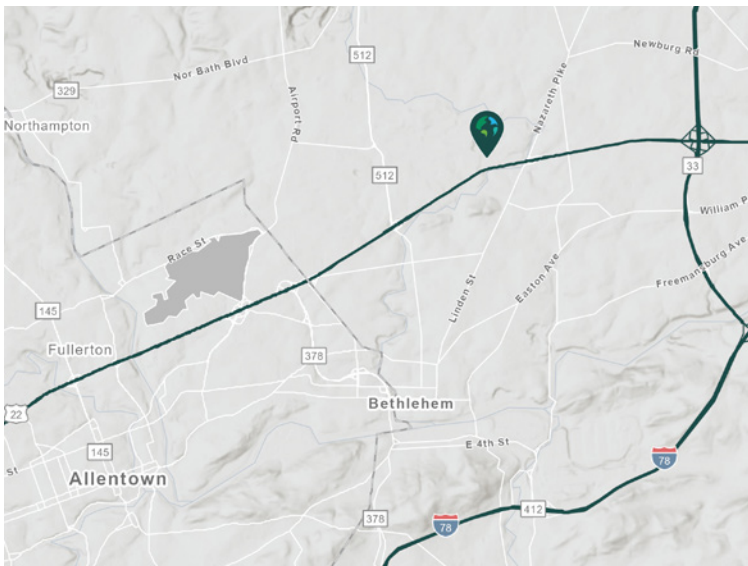 Newburg Rd
512
Nor Bath Blvd
329
Airport Rd
Nazareth Pike
Northampton
33
512
William P
Race St
Freemansburg Ave
Easton Ave
Linden St
145
Fullerton
378
Bethlehem
22
E 4th St
145
78
St
Allentown
412
378
78